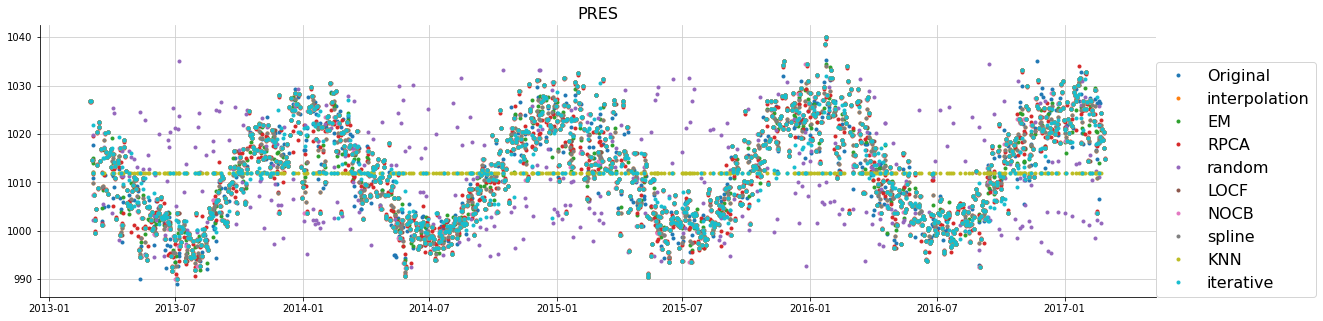 PRES
1040
1030
1020
1010
1000
990
2013-01
2013-07
2014-01
2014-07
2015-01
2015-07
2016-01
2016-07
2017-01
Original
interpolation
EM
RPCA
random
LOCF
NOCB
spline
KNN
iterative